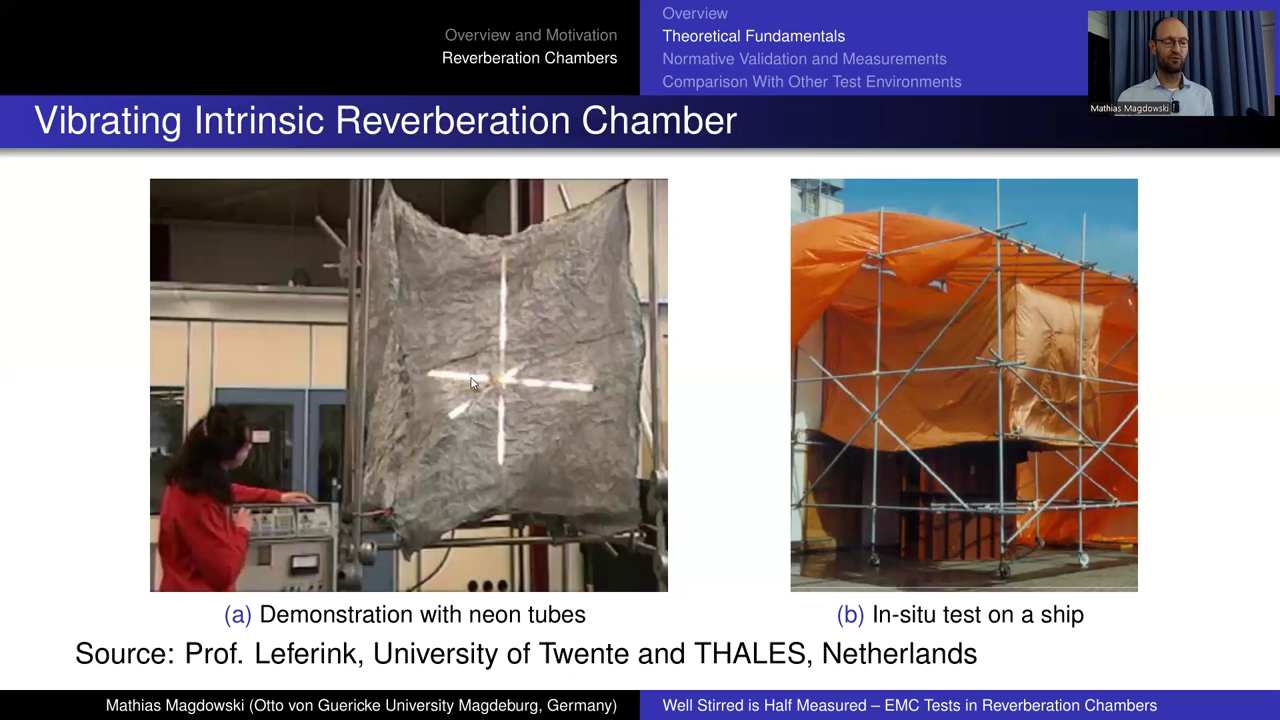 Overview and Motivation
Reverberation Chambers
Overview
Theoretical Fundamentals
Normative Validation and Measurements
Comparison With Other Test Environments
Mathias Magdowski
Vibrating Intrinsic Reverberation Chamber
(a) Demonstration with neon tubes
(b) In-situ test on a ship
Source: Prof. Leferink, University of Twente and THALES, Netherlands
Mathias Magdowski (Otto von Guericke University Magdeburg, Germany)
Well Stirred is Half Measured – EMC Tests in Reverberation Chambers